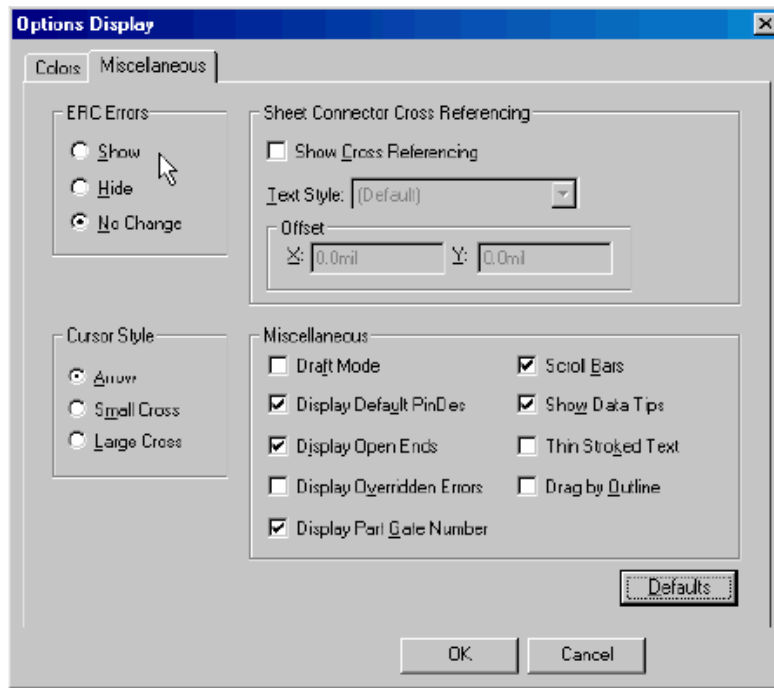 Options Display
Colors
Miscellaneous
ERC Errors
Show
Hide
No Change
Sheet Connector Cross Referencing
Show Cross Referencing
Text Style: (Default)
Offset
X: 0.0mil Y: 0.0mil
Cursor Style
Arrow
Small Cross
Large Cross
Miscellaneous
Draft Mode
Display Default PinDes
Display Open Ends
Display Overridden Errors
Display Part Gate Number
Scroll Bars
Show Data Tips
Thin Stroked Text
Drag by Outline
Defaults
OK
Cancel